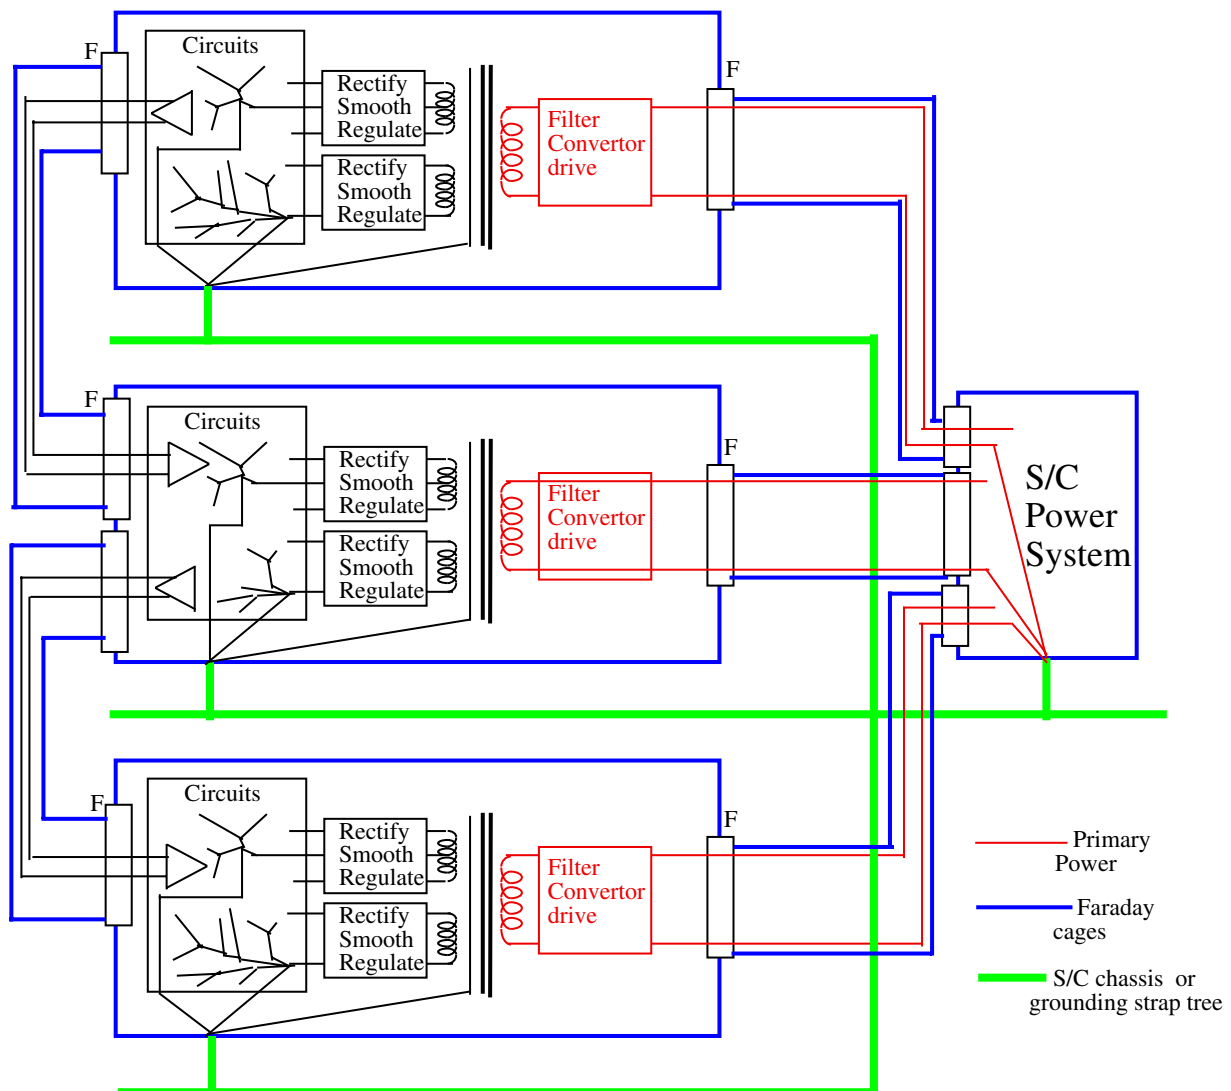 F
Circuits
Rectify
Smooth
Regulate
Rectify
Smooth
Regulate
Filter
Convertor
drive
F
F
Circuits
Rectify
Smooth
Regulate
Rectify
Smooth
Regulate
Filter
Convertor
drive
F
S/C
Power
System
F
Circuits
Rectify
Smooth
Regulate
Rectify
Smooth
Regulate
Filter
Convertor
drive
F
Primary
Power
Faraday
cages
S/C chassis or
grounding strap tree